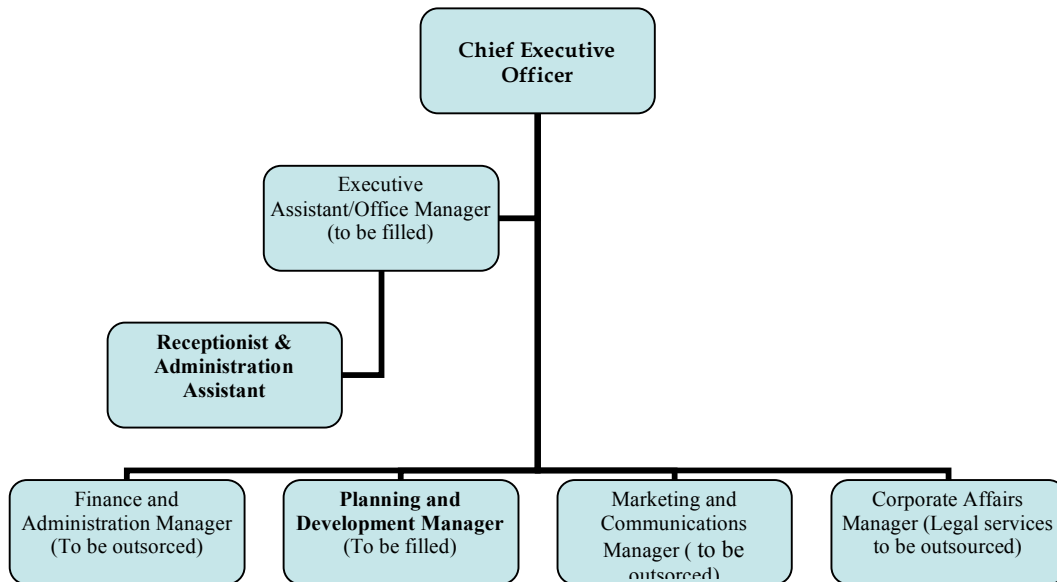 Chief Executive
Officer
Executive
Assistant/Office Manager
(to be filled)
Receptionist &
Administration
Assistant
Finance and
Administration Manager
(To be outsorced)
Planning and
Development Manager
(To be filled)
Marketing and
Communications
Manager ( to be
outsorced)
Corporate Affairs
Manager (Legal services
to be outsourced)